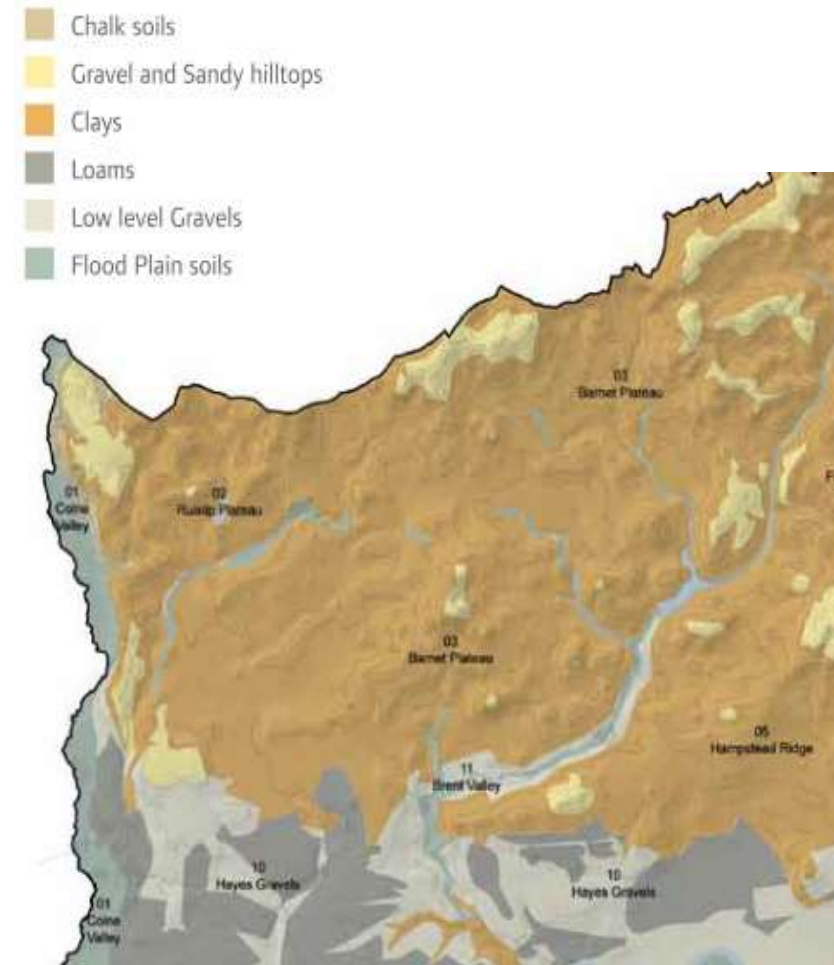 Chalk soils
Gravel and Sandy hilltops
Clays
Loams
Low level Gravels
Flood Plain soils
03
Barnet Plateau
01
Colne
Valley
02
Ruislip Plateau
F
03
Barnet Plateau
05
Hampstead Ridge
11
Brent Valley
10
Hayes Gravels
10
Hayes Gravels
01
Colne
Valley